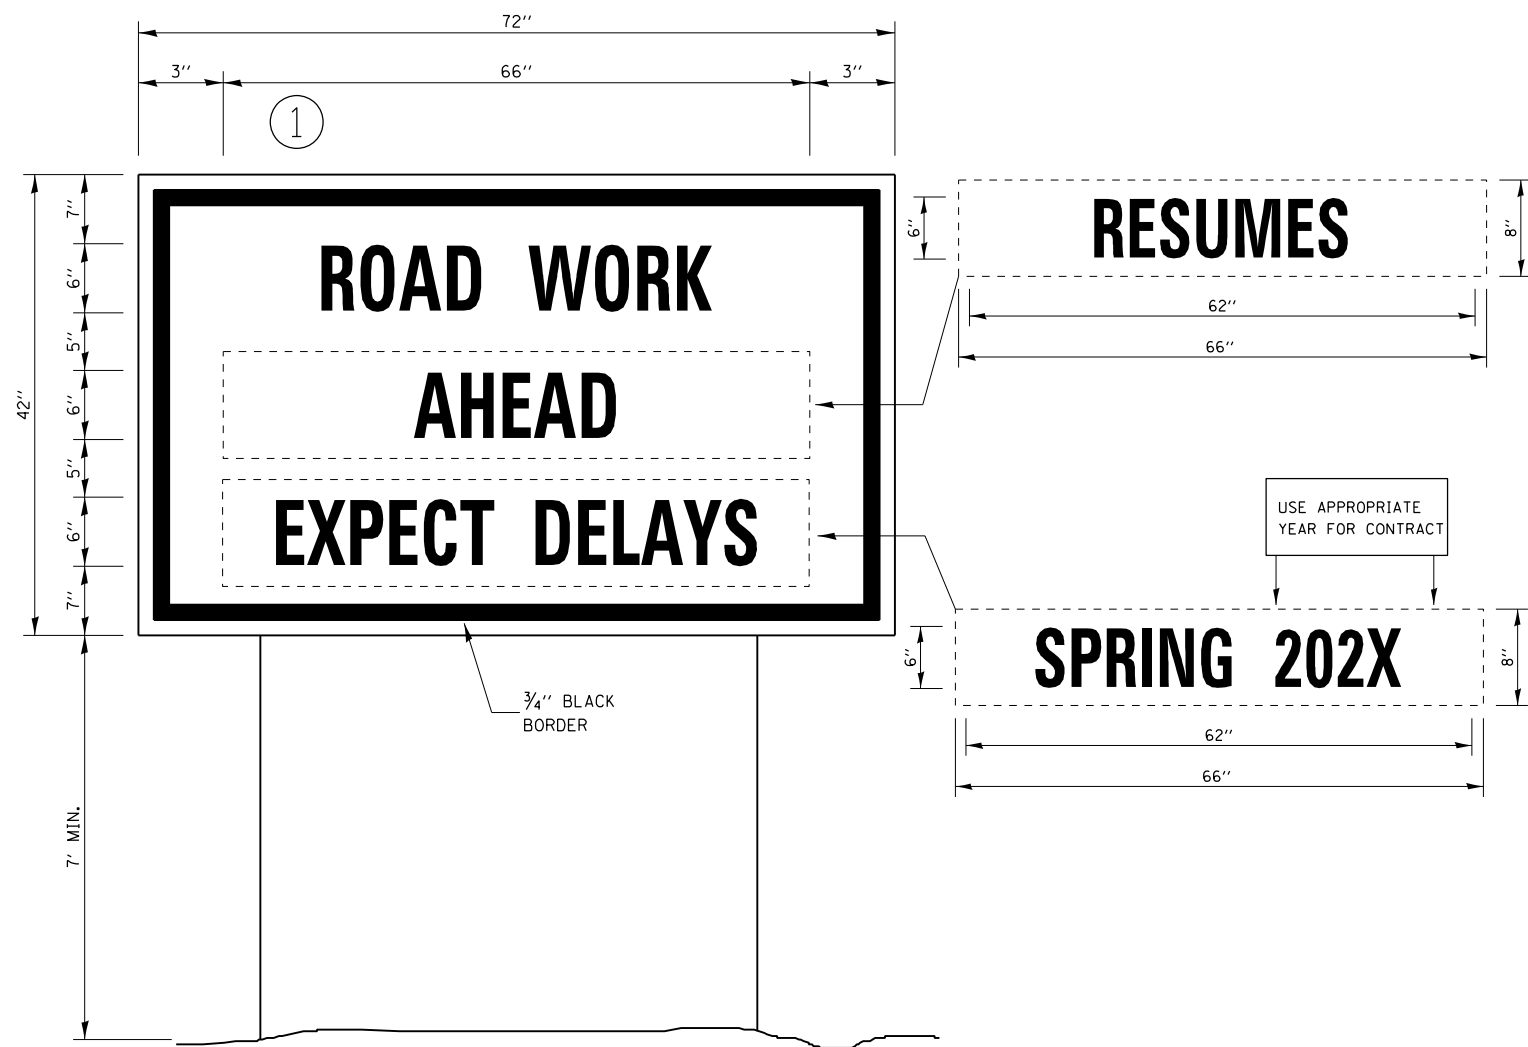 72''
3'' 66'' 3''
1
42''
7''
6''
5''
6''
5''
6''
7''
7' MIN.
ROAD WORK
AHEAD
EXPECT DELAYS
3/4'' BLACK
BORDER
6''
RESUMES
8''
62''
66''
USE APPROPRIATE
YEAR FOR CONTRACT
6''
SPRING 202X
8''
62''
66''